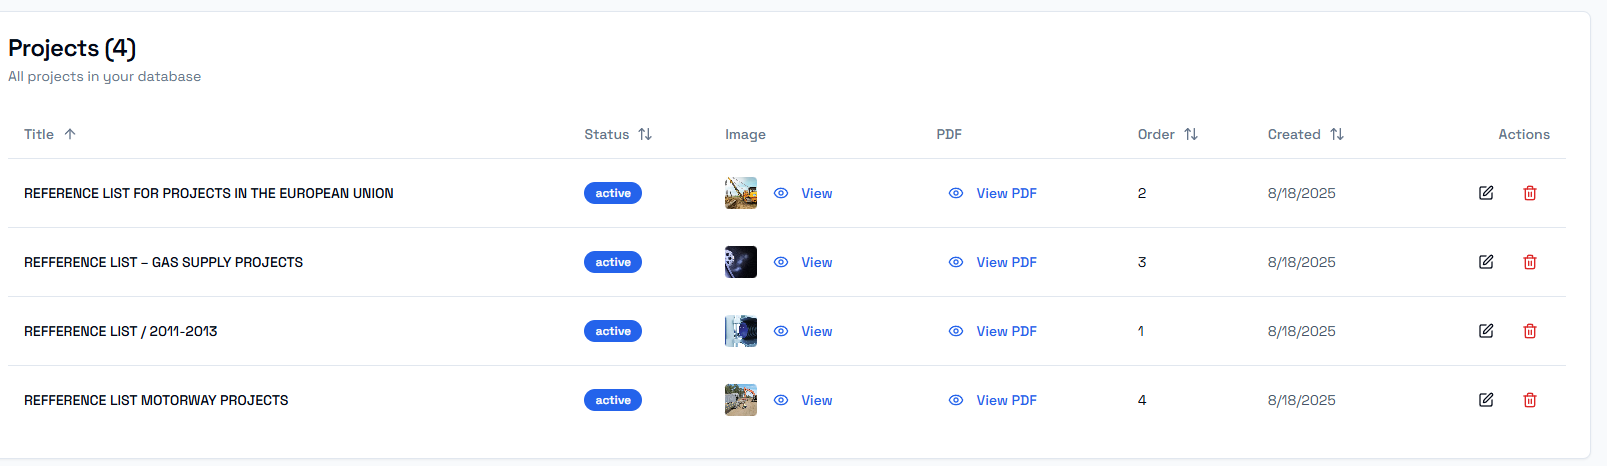 Projects (4)
All projects in your database
Title Status Image PDF Order Created Actions
REFERENCE LIST FOR PROJECTS IN THE EUROPEAN UNION active View View PDF 2 8/18/2025
REFFERENCE LIST – GAS SUPPLY PROJECTS active View View PDF 3 8/18/2025
REFFERENCE LIST / 2011-2013 active View View PDF 1 8/18/2025
REFFERENCE LIST MOTORWAY PROJECTS active View View PDF 4 8/18/2025